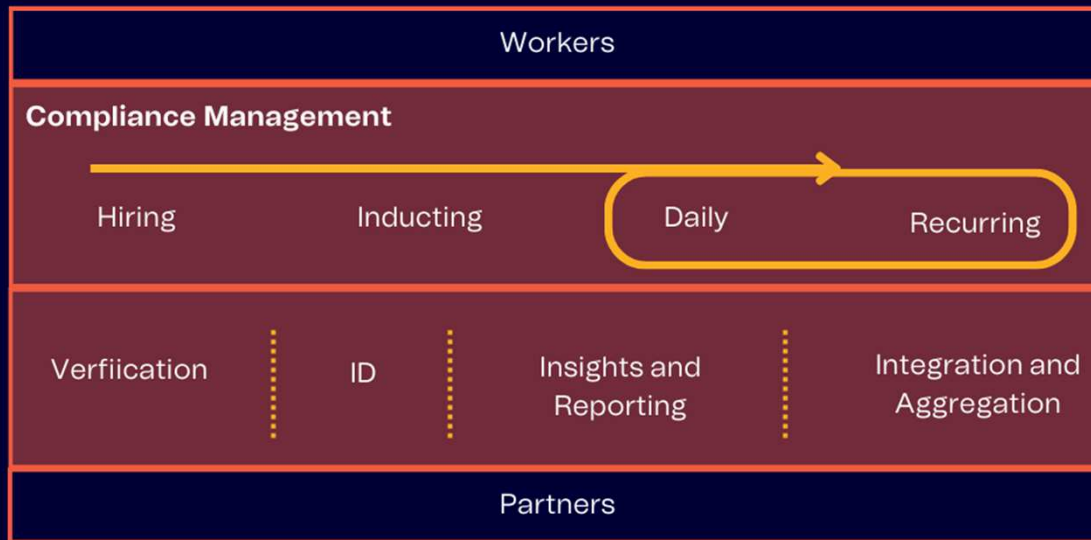 Workers
Compliance Management
Hiring
Inducting
Daily
Recurring
Verfiication
ID
Insights and
Reporting
Integration and
Aggregation
Partners